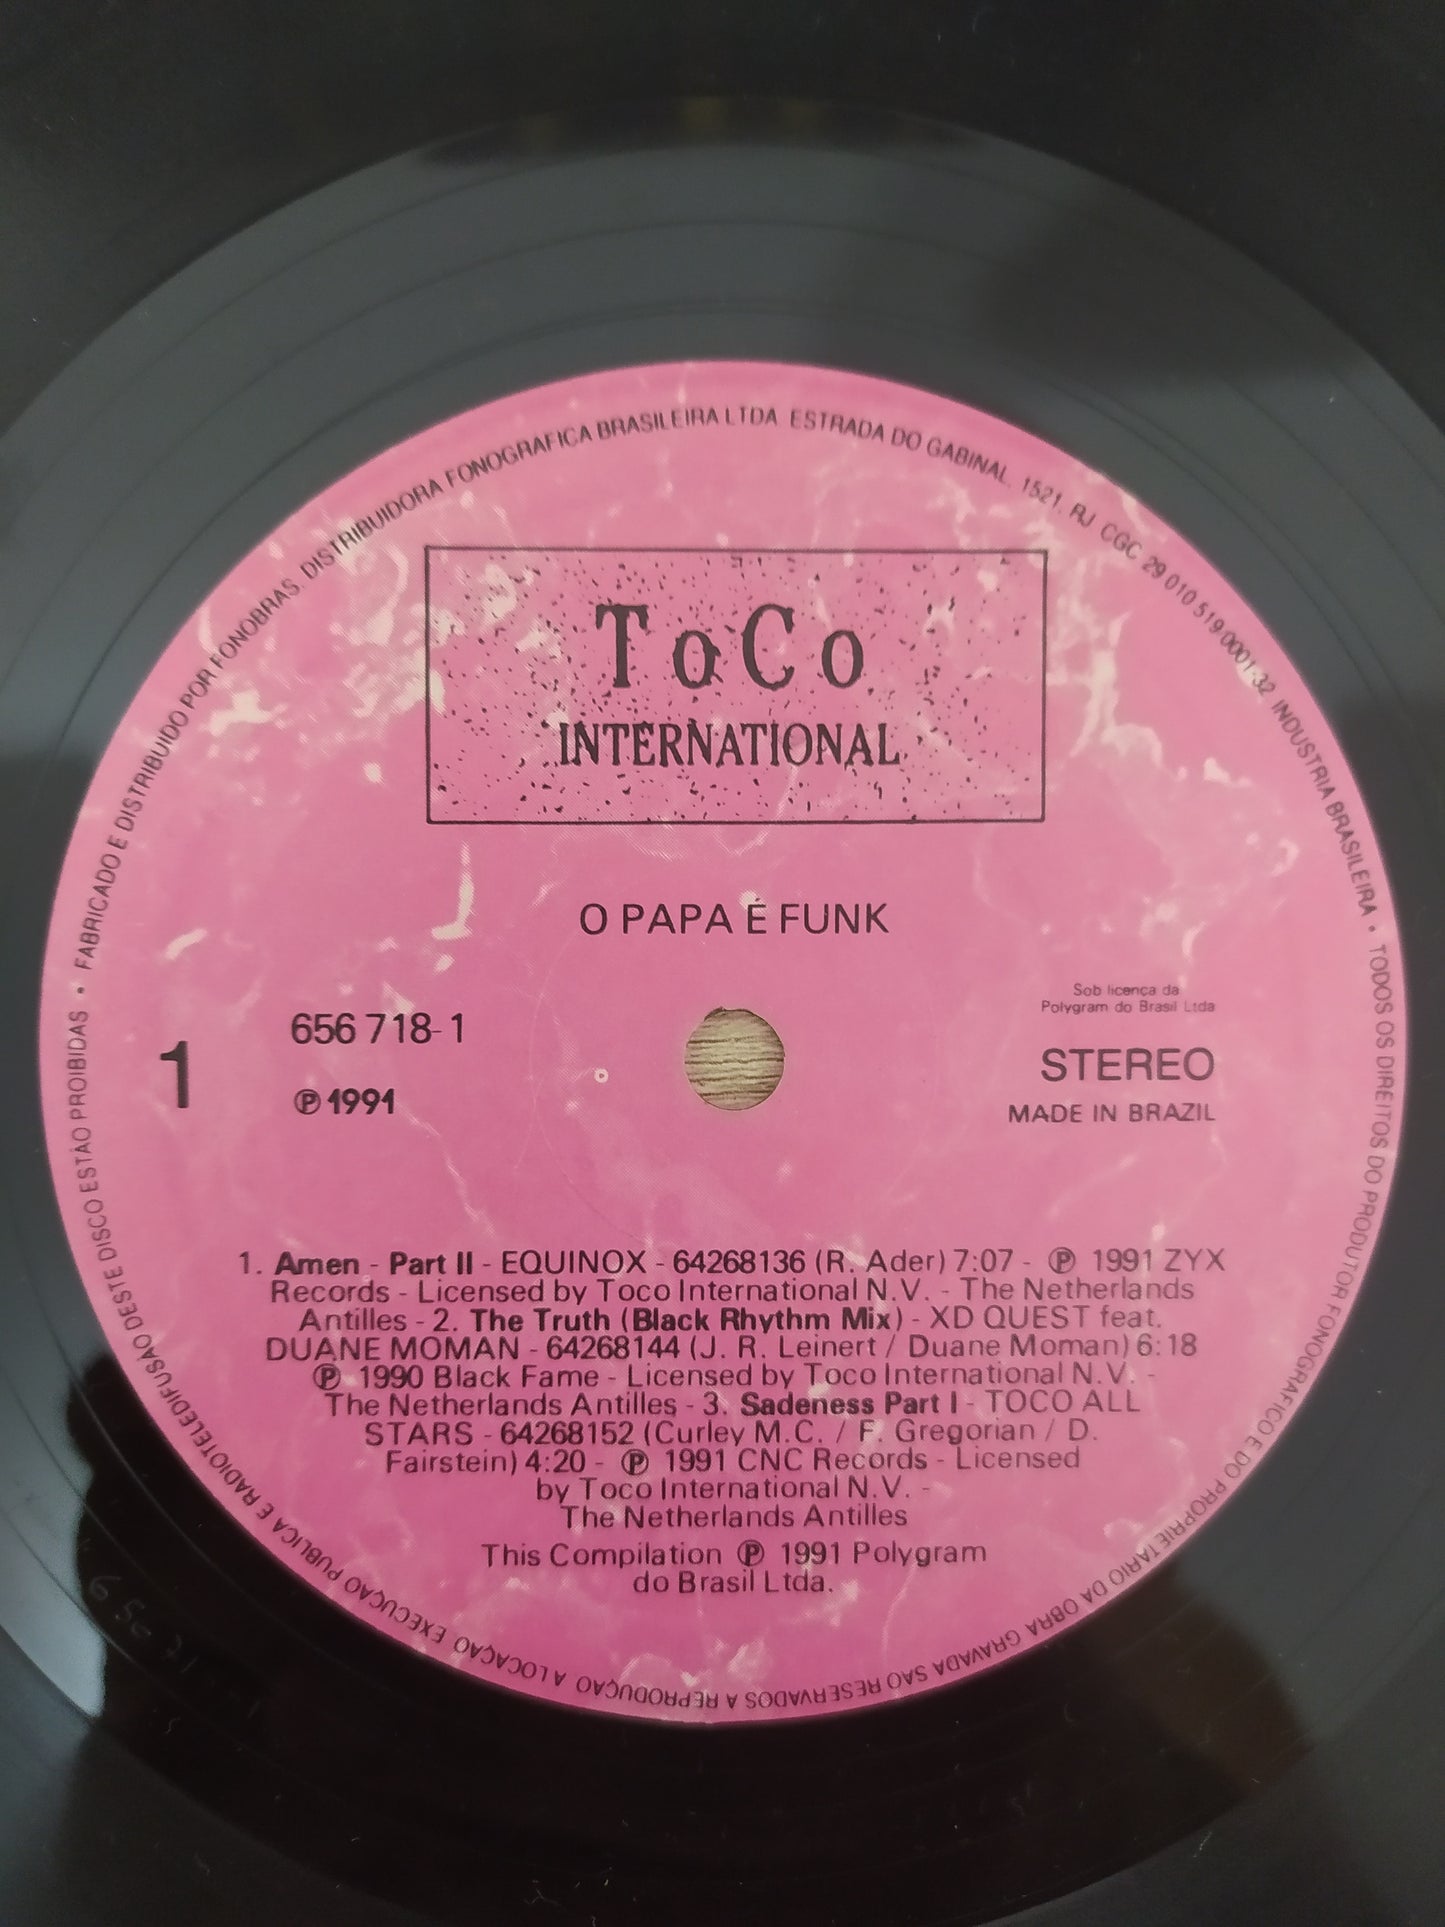 FABRICADO E DISTRIBUIDO POR FONOBRAS. DISTRIBUIDORA FONOGRAFICA BRASILEIRA LTDA ESTRADA DO GABINAL, 1521, RJ CGC 29 010 519 0001-32 INDUSTRIA BRASILEIRA • TODOS OS DIREITOS DO PRODUTOR FONOGRAFICO E DO PROPRIETARIO DA OBRA GRAVADA SAO RESERVADOS A REPRODUÇAO A LOCAÇAO EXECUÇAO PUBLICA E RADIOTELEDIFUSAO DESTE DISCO ESTÃO PROIBIDAS •
ToCo
INTERNATIONAL
O PAPA É FUNK
Sob licença da
Polygram do Brasil Ltda
656 718-1
STEREO
1
℗ 1991
MADE IN BRAZIL
1. Amen - Part II - EQUINOX - 64268136 (R. Ader) 7:07 - ℗ 1991 ZYX
Records - Licensed by Toco International N.V. - The Netherlands
Antilles - 2. The Truth (Black Rhythm Mix) - XD QUEST feat.
DUANE MOMAN - 64268144 (J. R. Leinert / Duane Moman) 6:18
℗ 1990 Black Fame - Licensed by Toco International N.V. -
The Netherlands Antilles - 3. Sadeness Part I - TOCO ALL
STARS - 64268152 (Curley M.C. / F. Gregorian / D.
Fairstein) 4:20 - ℗ 1991 CNC Records - Licensed
by Toco International N.V. -
The Netherlands Antilles
This Compilation ℗ 1991 Polygram
do Brasil Ltda.